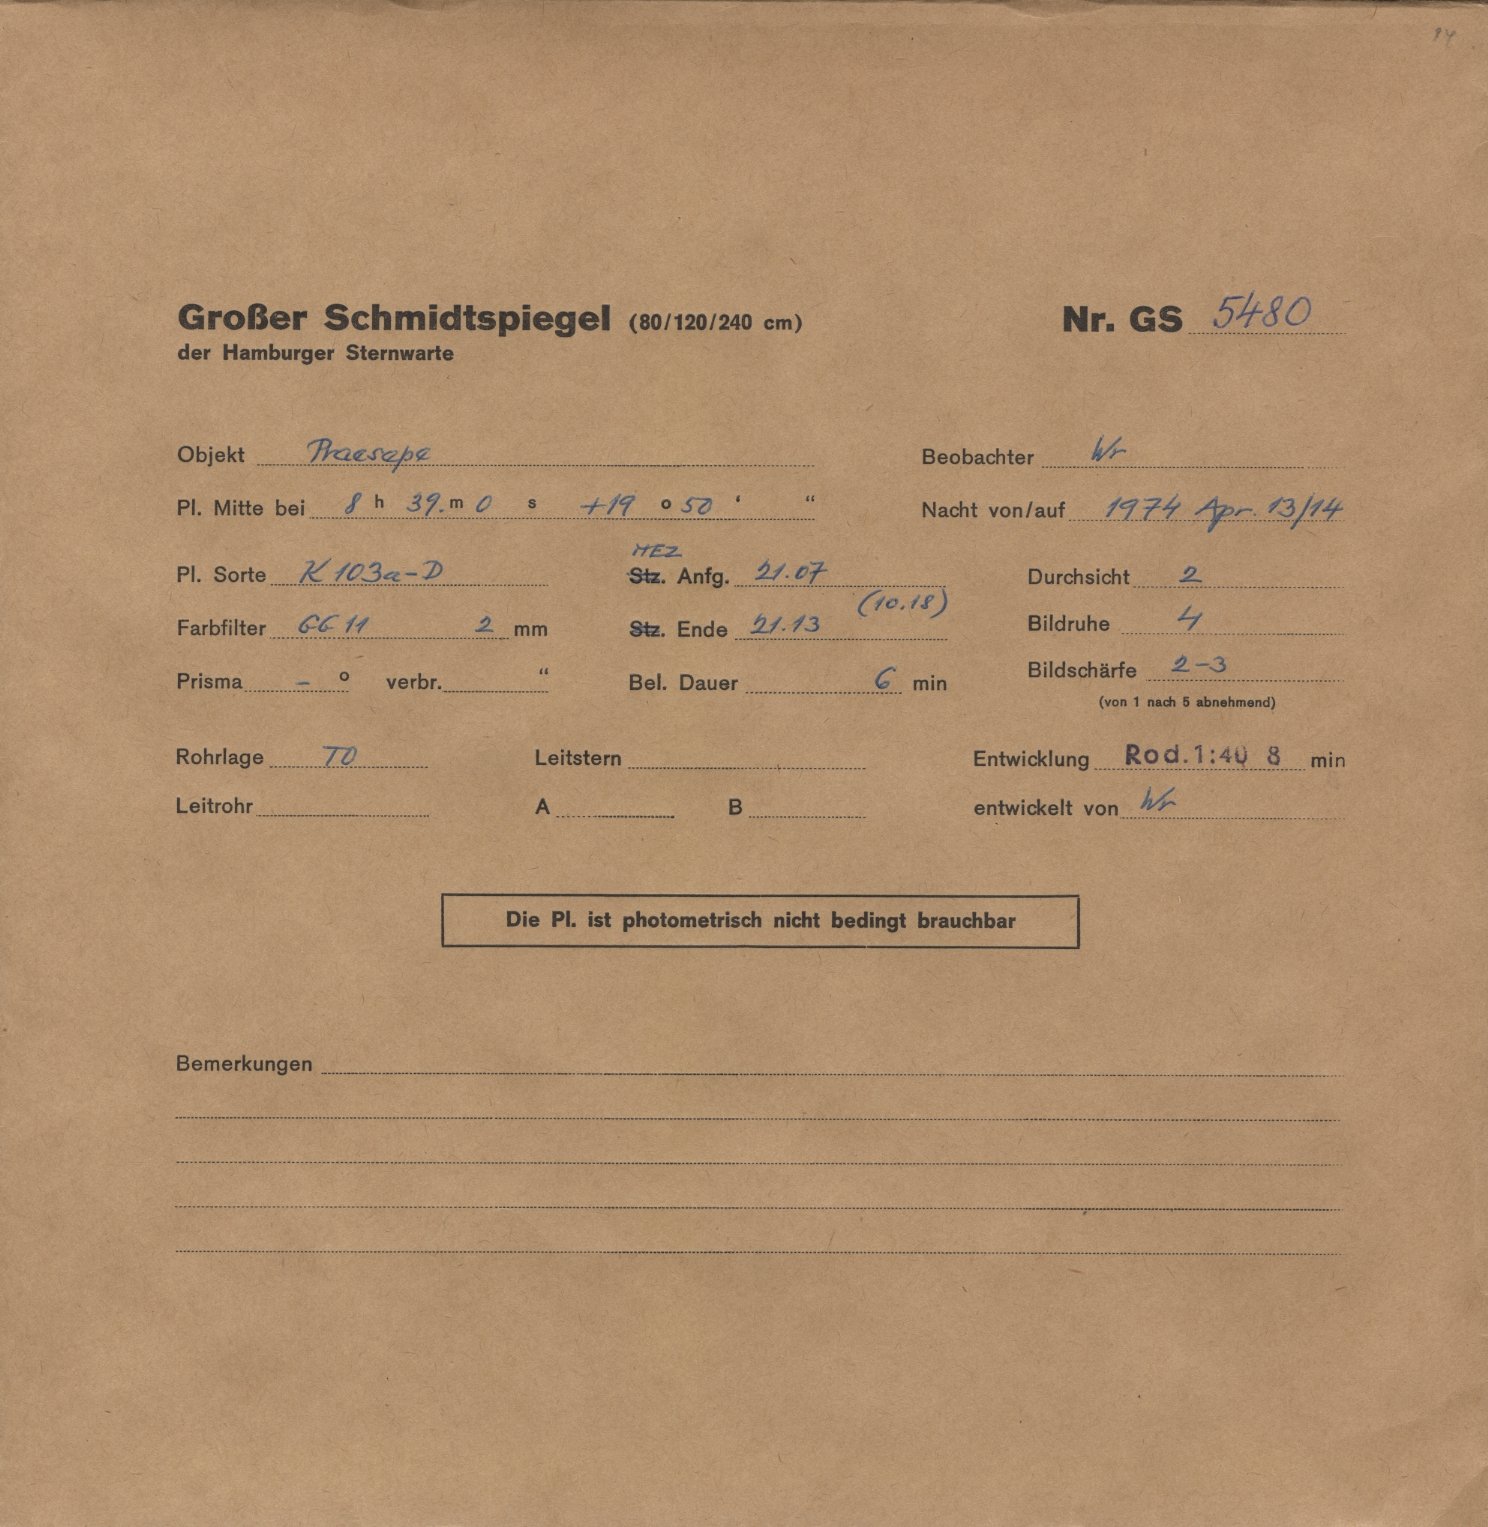 84
Großer Schmidtspiegel (80/120/240 cm) Nr. GS 5480
der Hamburger Sternwarte
Objekt Praesepe Beobachter Wr
Pl. Mitte bei 8 h 39. m 0 s +19 o 50 ‘ “ Nacht von/auf 1974 Apr. 13/14
MEZ
Pl. Sorte K 103a-D Stz. Anfg. 21.07 Durchsicht 2
(10.18)
Farbfilter GG 11 2 mm Stz. Ende 21.13 Bildruhe 4
Prisma – o verbr. “ Bel. Dauer 6 min Bildschärfe 2-3
(von 1 nach 5 abnehmend)
Rohrlage TO Leitstern Entwicklung Rod.1:40 8 min
Leitrohr A B entwickelt von Wr
Die Pl. ist photometrisch nicht bedingt brauchbar
Bemerkungen